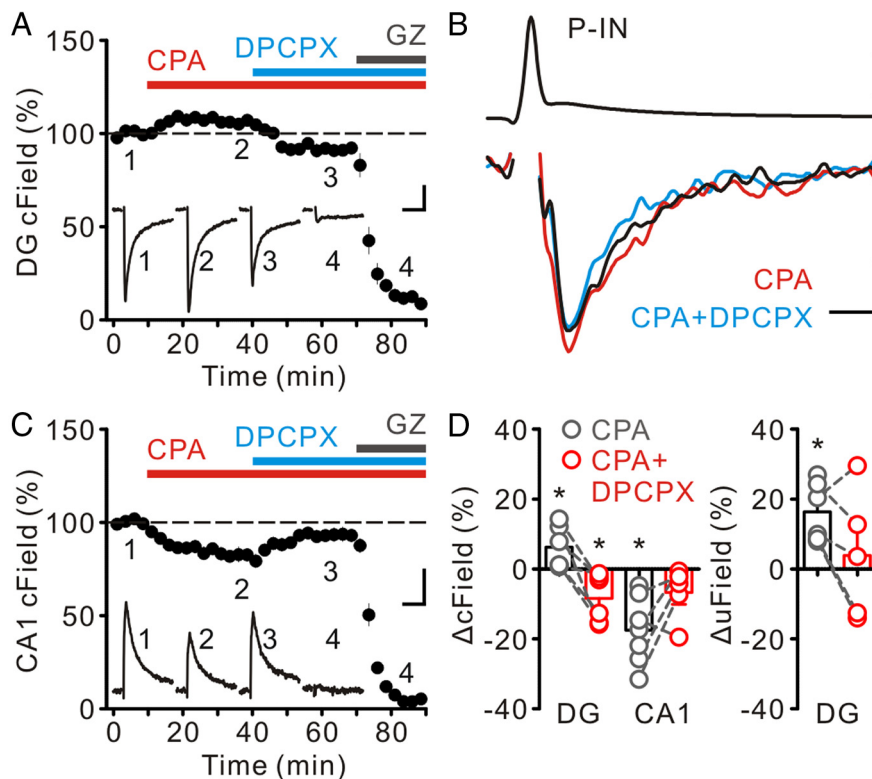 A
150
GZ
DPCPX
CPA
100
50
0
DG cField (%)
1
2
3
1
2
3
4
4
0 20 40 60 80
Time (min)
B
P-IN
CPA
CPA+DPCPX
C
150
GZ
DPCPX
CPA
100
50
0
CA1 cField (%)
1
2
3
1
2
3
4
4
0 20 40 60 80
Time (min)
D
40
20
0
-20
-40
ΔcField (%)
CPA
CPA+
DPCPX
*
*
*
DG CA1
40
20
0
-20
-40
ΔuField (%)
*
DG